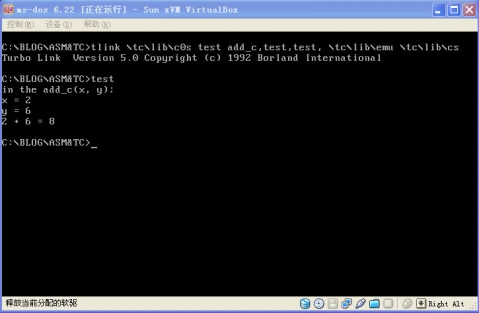 ms-dos 6.22 [正在运行] - Sun xVM VirtualBox
控制(M) 设备(D) 帮助(H)
C:\BLOG\ASM&TC>tlink \tc\lib\c0s test add_c,test,test, \tc\lib\emu \tc\lib\cs
Turbo Link  Version 5.0 Copyright (c) 1992 Borland International
C:\BLOG\ASM&TC>test
in the add_c(x, y);
x = 2
y = 6
2 + 6 = 8
C:\BLOG\ASM&TC>_
释放当前分配的软驱
Right Alt